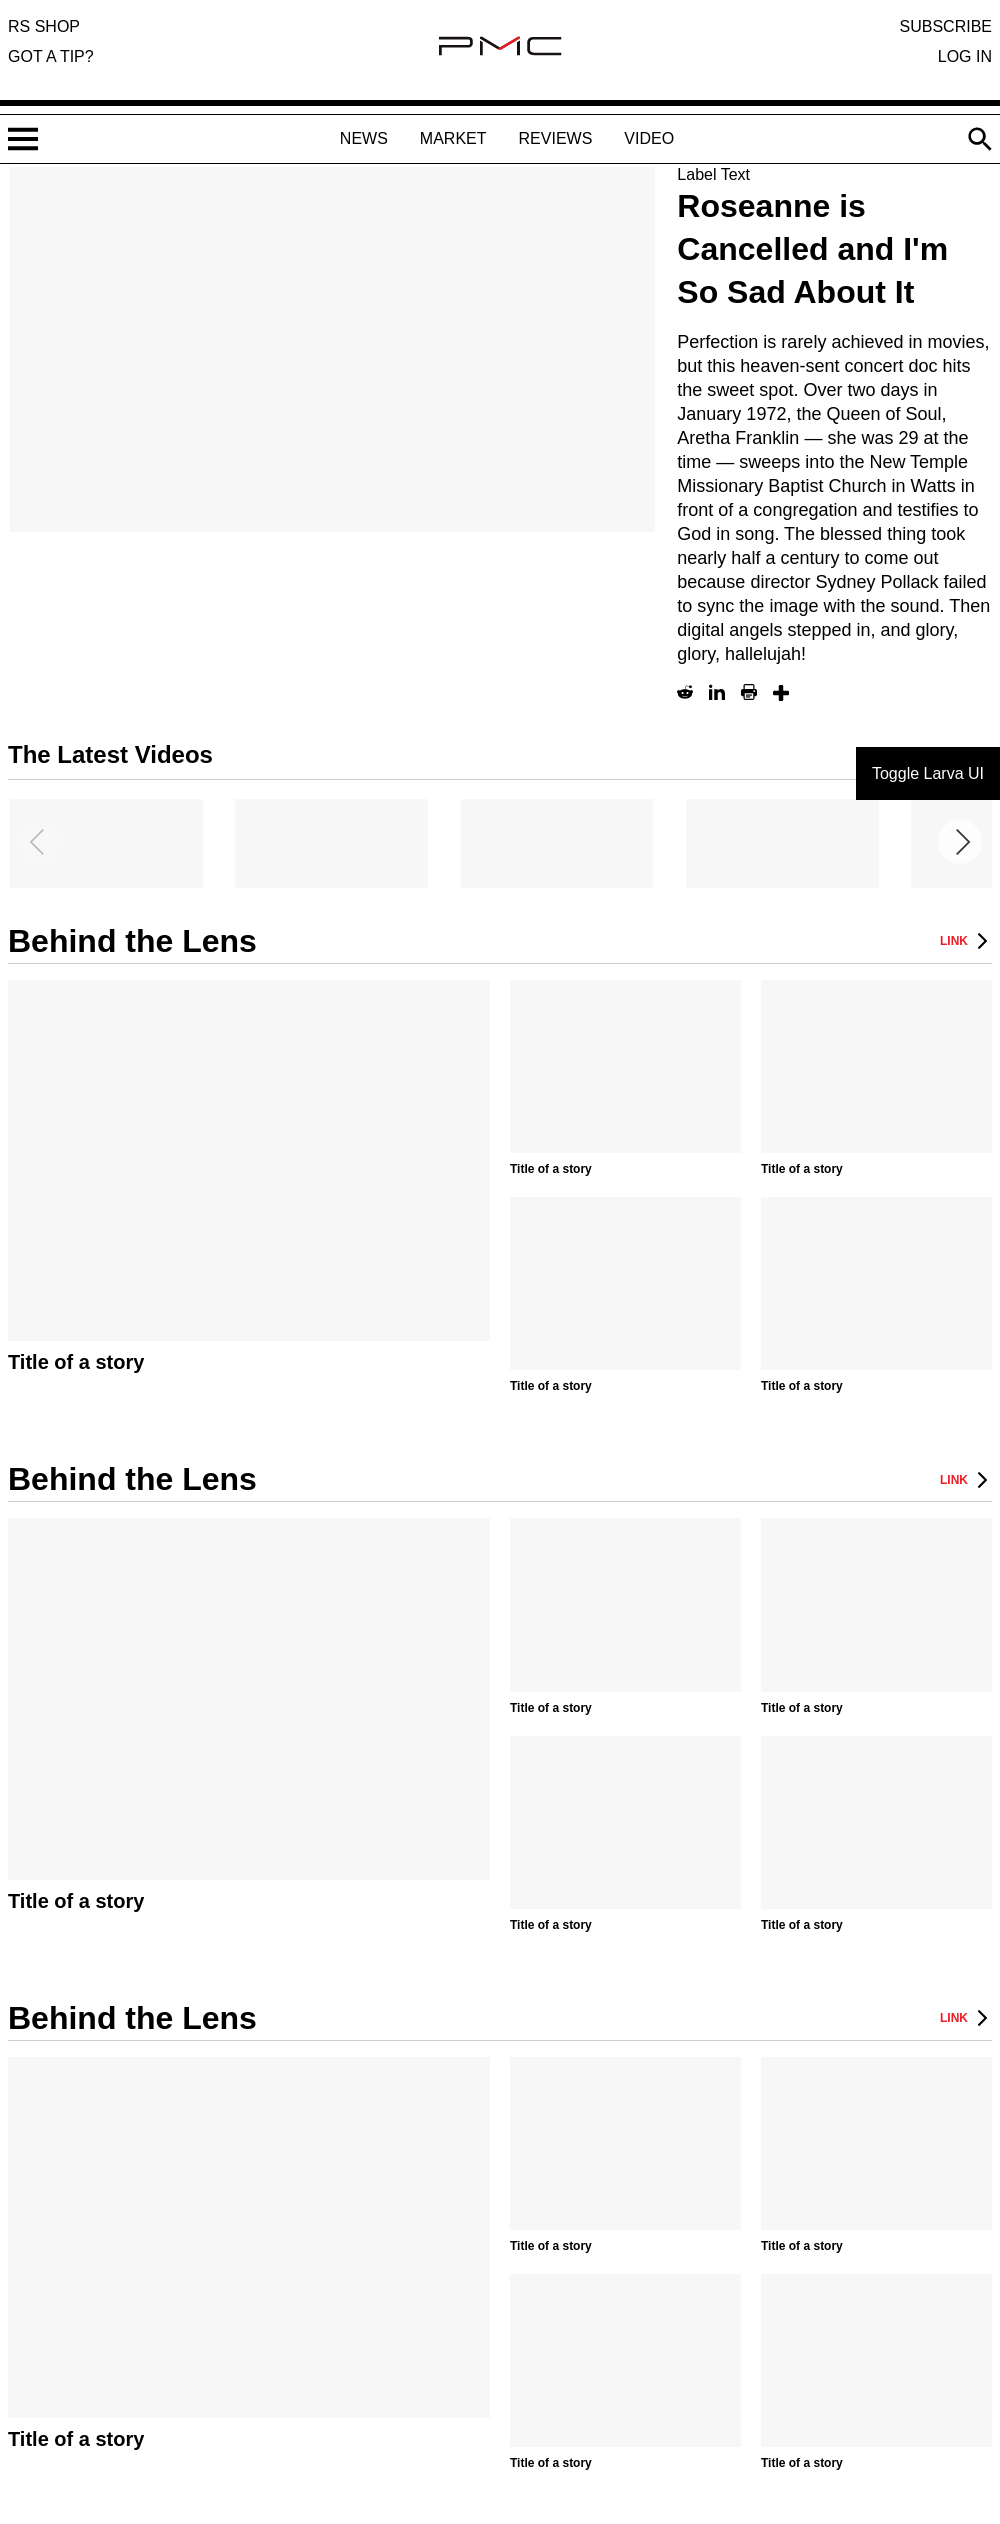 RS SHOP
GOT A TIP?
PMC
SUBSCRIBE
LOG IN
NEWS MARKET REVIEWS VIDEO
Label Text
Roseanne is
Cancelled and I'm
So Sad About It
Perfection is rarely achieved in movies,
but this heaven-sent concert doc hits
the sweet spot. Over two days in
January 1972, the Queen of Soul,
Aretha Franklin — she was 29 at the
time — sweeps into the New Temple
Missionary Baptist Church in Watts in
front of a congregation and testifies to
God in song. The blessed thing took
nearly half a century to come out
because director Sydney Pollack failed
to sync the image with the sound. Then
digital angels stepped in, and glory,
glory, hallelujah!
in
The Latest Videos
Toggle Larva UI
Behind the Lens
LINK
Title of a story
Title of a story
Title of a story
Title of a story
Title of a story
Behind the Lens
LINK
Title of a story
Title of a story
Title of a story
Title of a story
Title of a story
Behind the Lens
LINK
Title of a story
Title of a story
Title of a story
Title of a story
Title of a story